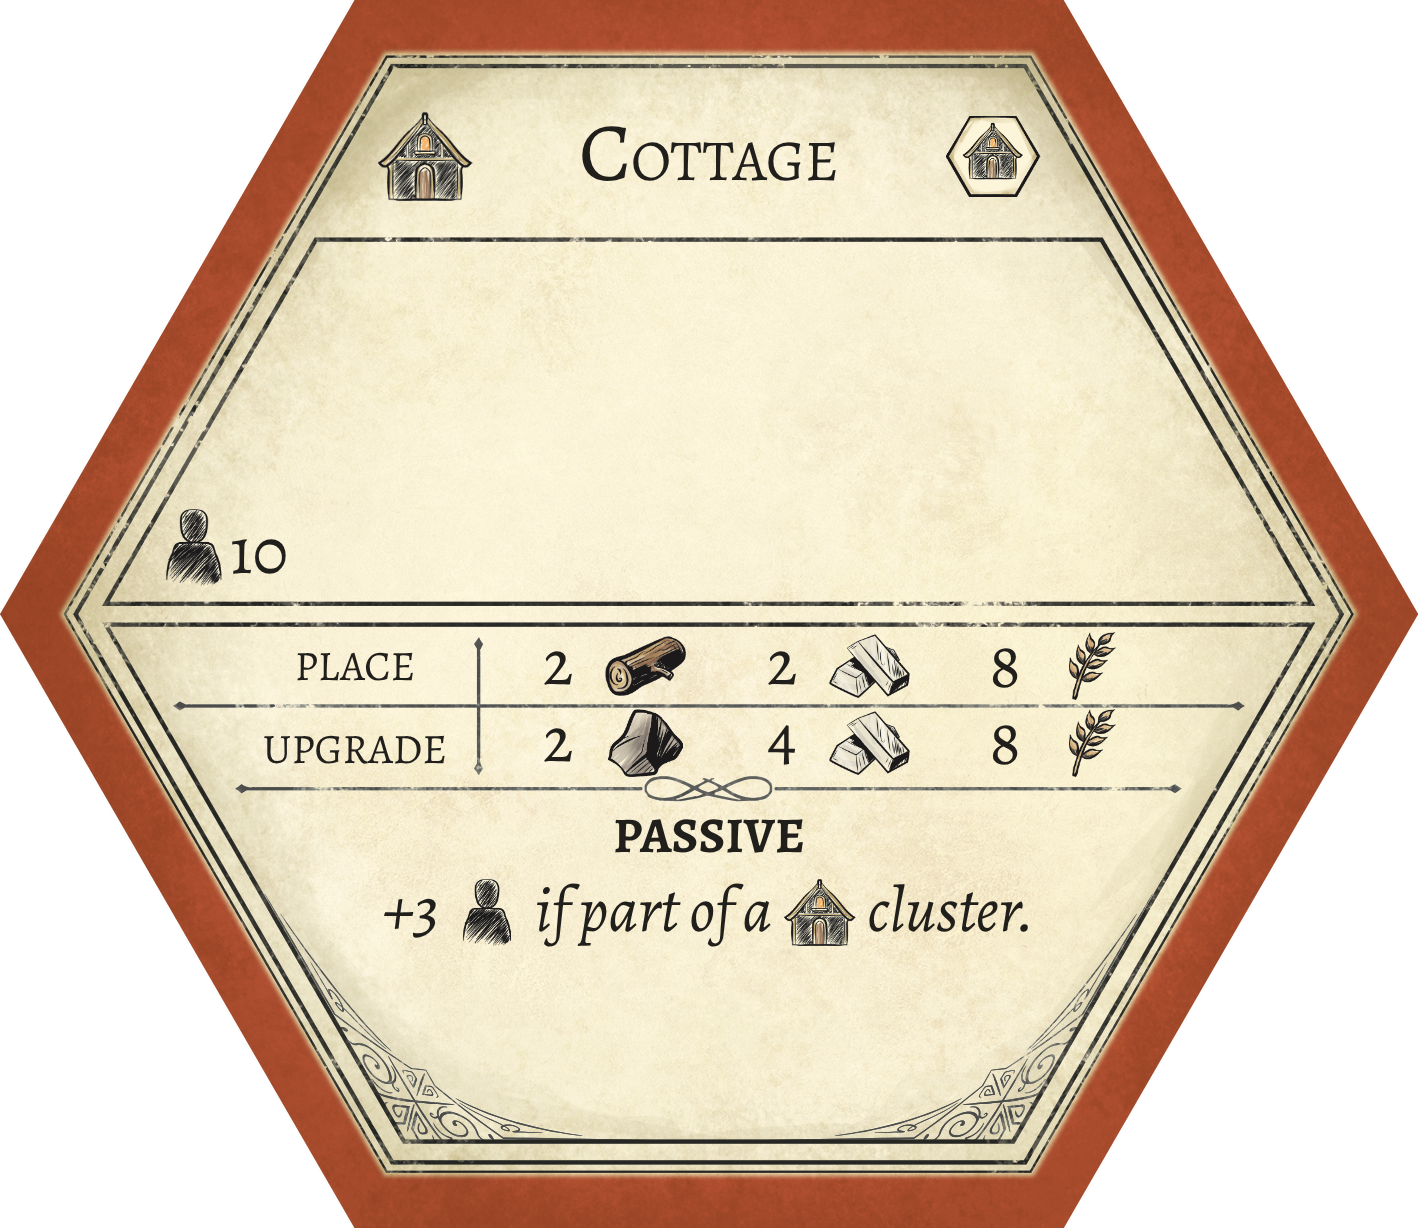 Cottage
10
PLACE 2 2 8
UPGRADE 2 4 8
PASSIVE
+3 if part of a cluster.